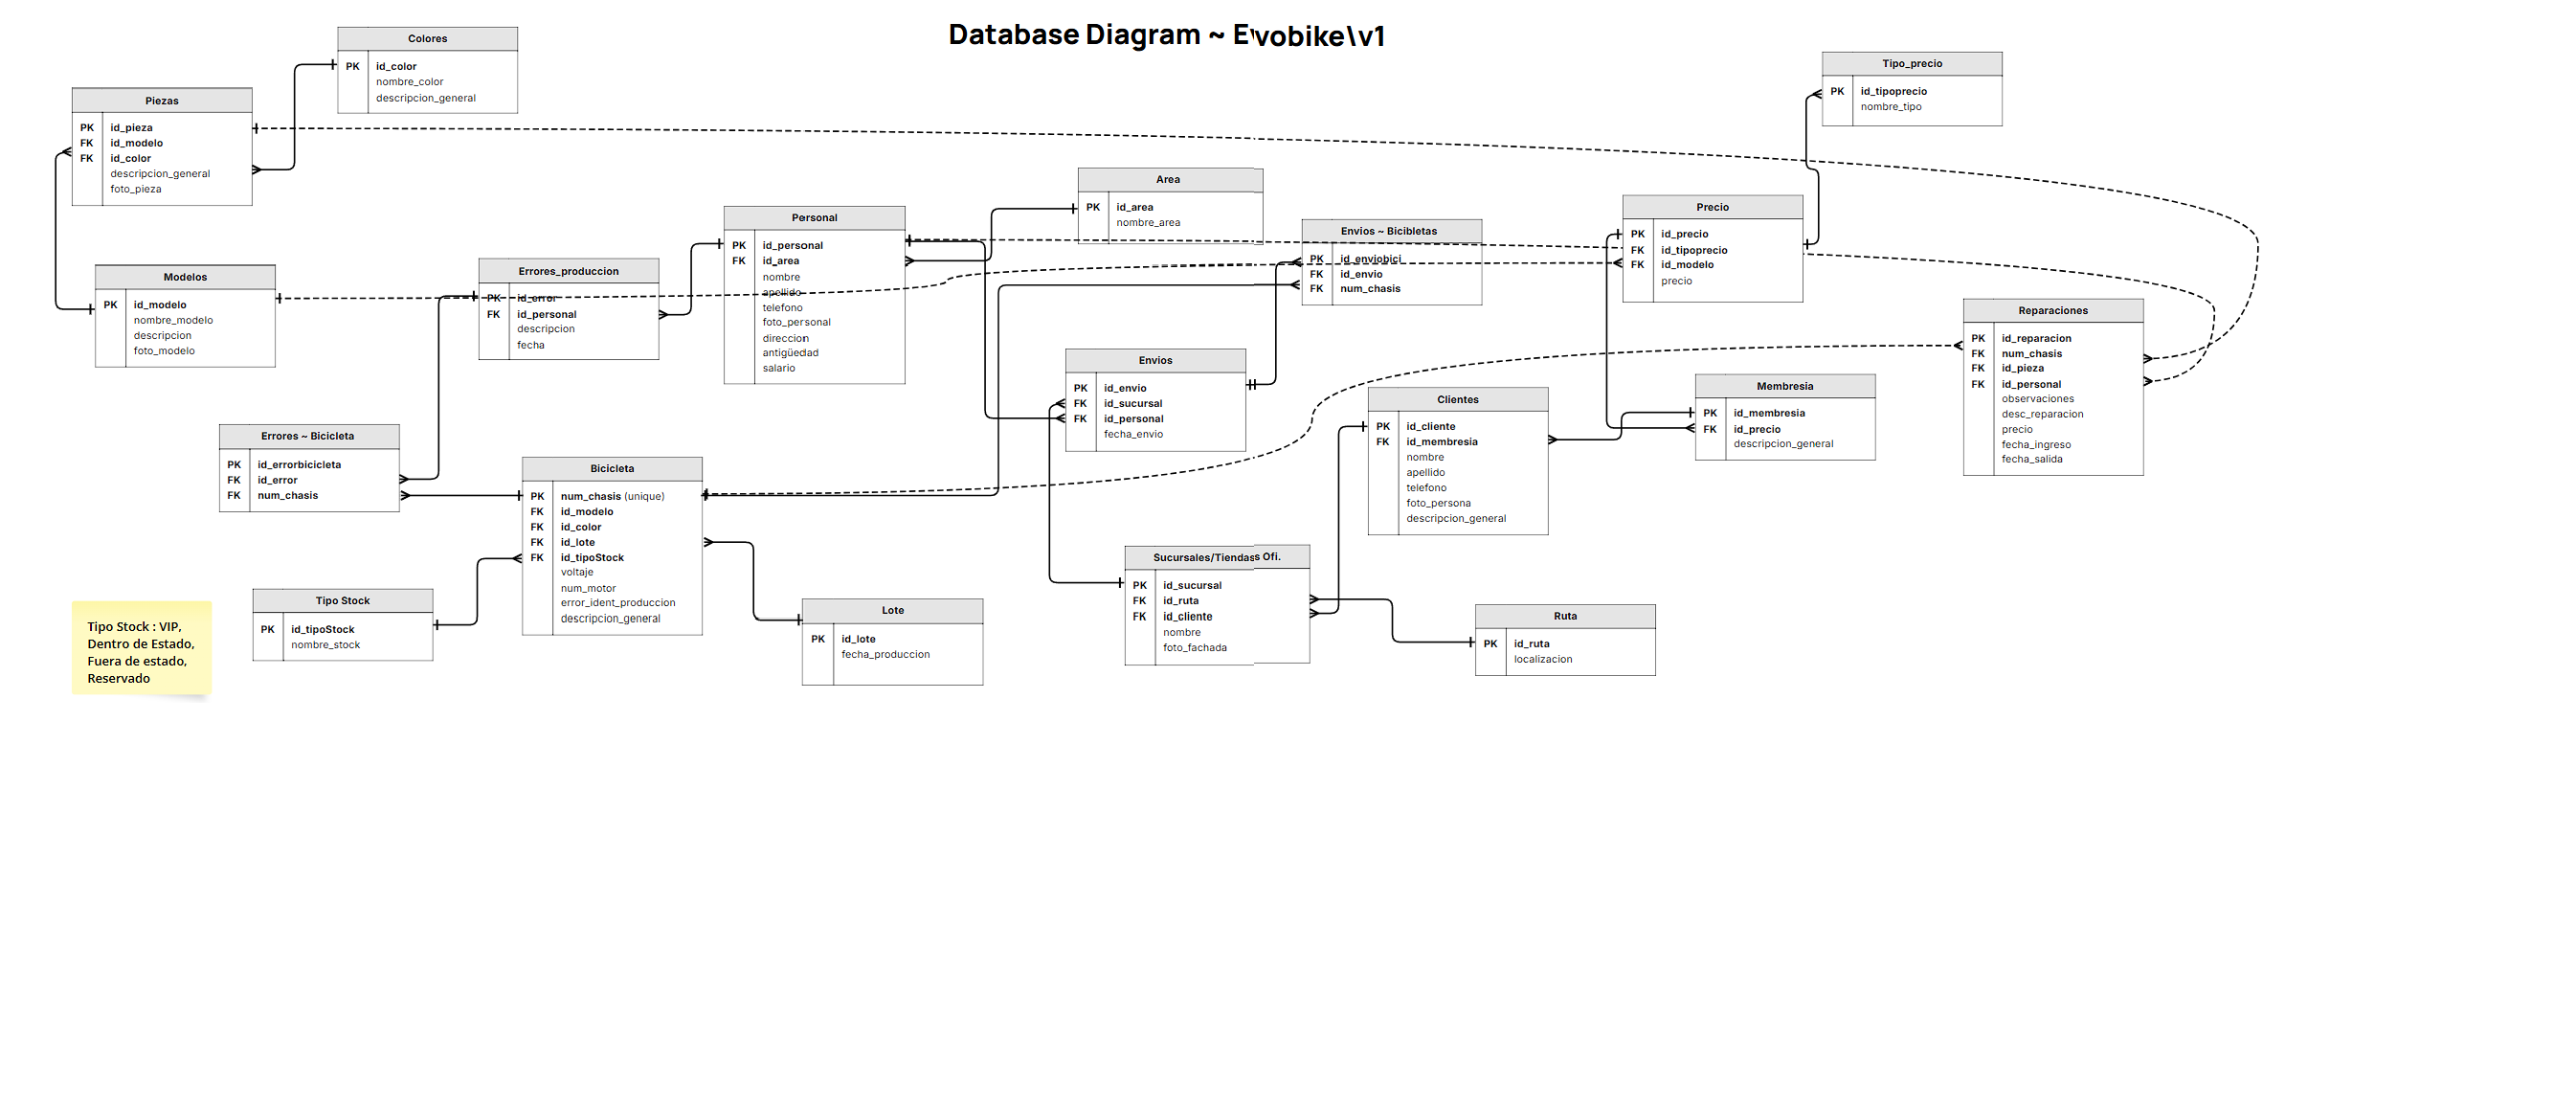 Database Diagram ~ Evobike\v1
Colores
PK id_color
nombre_color
descripcion_general
Piezas
PK id_pieza
FK id_modelo
FK id_color
descripcion_general
foto_pieza
Tipo_precio
PK id_tipoprecio
nombre_tipo
Area
PK id_area
nombre_area
Personal
PK id_personal
FK id_area
nombre
apellido
telefono
foto_personal
direccion
antigüedad
salario
Envios ~ Bicibletas
PK id_enviobici
FK id_envio
FK num_chasis
Precio
PK id_precio
FK id_tipoprecio
FK id_modelo
precio
Modelos
PK id_modelo
nombre_modelo
descripcion
foto_modelo
Errores_produccion
PK id_error
FK id_personal
descripcion
fecha
Reparaciones
PK id_reparacion
FK num_chasis
FK id_pieza
FK id_personal
observaciones
desc_reparacion
precio
fecha_ingreso
fecha_salida
Envios
PK id_envio
FK id_sucursal
FK id_personal
fecha_envio
Clientes
PK id_cliente
FK id_membresia
nombre
apellido
telefono
foto_persona
descripcion_general
Membresia
PK id_membresia
FK id_precio
descripcion_general
Errores ~ Bicicleta
PK id_errorbicicleta
FK id_error
FK num_chasis
Bicicleta
PK num_chasis (unique)
FK id_modelo
FK id_color
FK id_lote
FK id_tipoStock
voltaje
num_motor
error_ident_produccion
descripcion_general
Sucursales/Tiendas Ofi.
PK id_sucursal
FK id_ruta
FK id_cliente
nombre
foto_fachada
Tipo Stock
PK id_tipoStock
nombre_stock
Lote
PK id_lote
fecha_produccion
Ruta
PK id_ruta
localizacion
Tipo Stock : VIP,
Dentro de Estado,
Fuera de estado,
Reservado